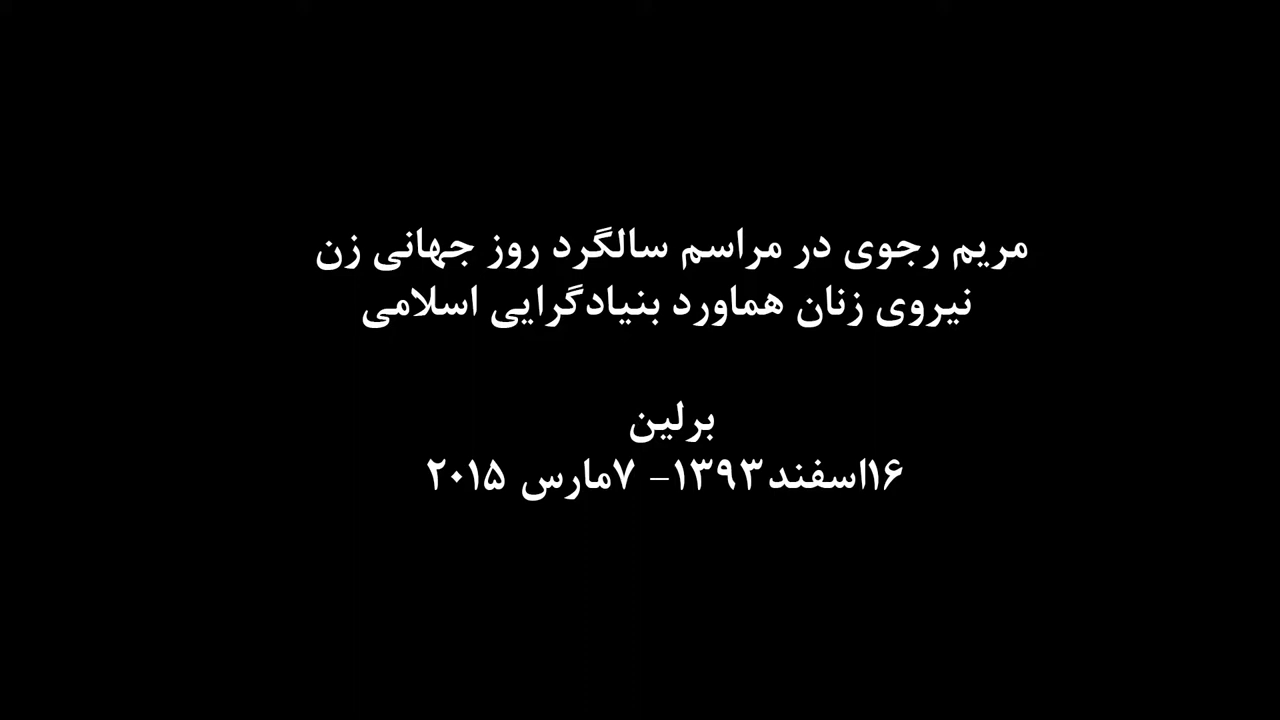 مریم رجوی در مراسم سالگرد روز جهانی زن
نیروی زنان هماورد بنیادگرایی اسلامی
برلین
۱۶اسفند۱۳۹۳– ۷مارس ۲۰۱۵